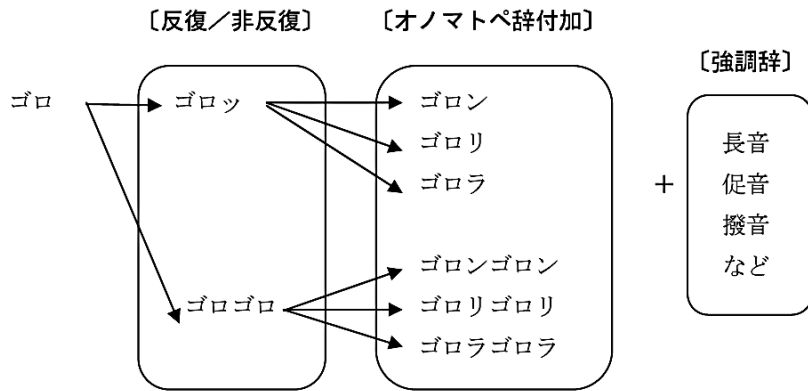 〔反復／非反復〕
〔オノマトペ辞付加〕
〔強調辞〕
ゴロ
ゴロッ
ゴロン
ゴロリ
ゴロラ
ゴロゴロ
ゴロンゴロン
ゴロリゴロリ
ゴロラゴロラ
＋
長音
促音
撥音
など